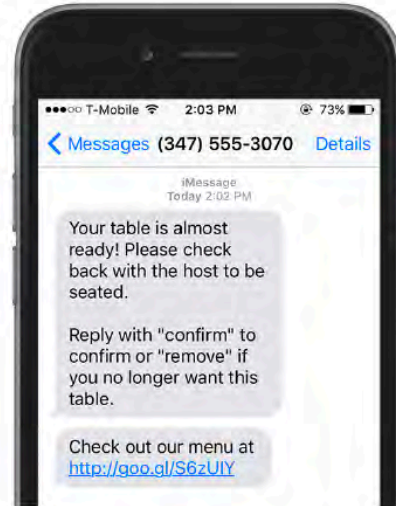 T-Mobile 2:03 PM 73%
Messages (347) 555-3070 Details
iMessage
Today 2:02 PM
Your table is almost
ready! Please check
back with the host to be
seated.
Reply with "confirm" to
confirm or "remove" if
you no longer want this
table.
Check out our menu at
http://goo.gl/S6zUIY